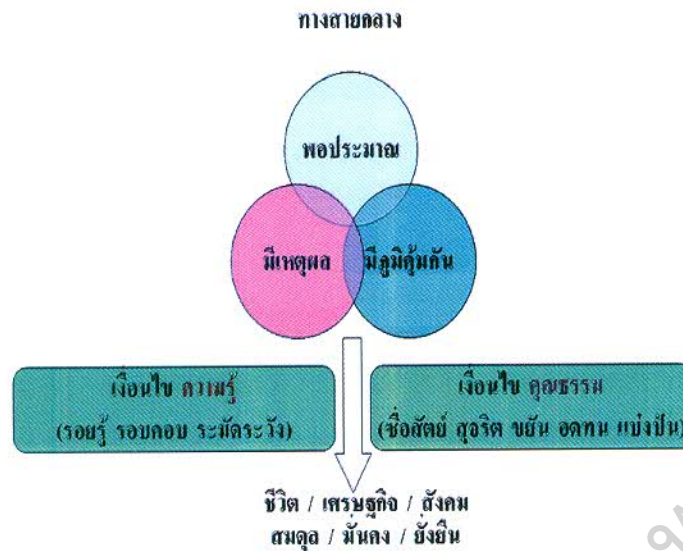 ทางสายกลาง
พอประมาณ
มีเหตุผล
มีภูมิคุ้มกัน
เงื่อนไข ความรู้
(รอยรู้ รอบคอบ ระมัดระวัง)
เงื่อนไข คุณธรรม
(ซื่อสัตย์ สุจริต ขยัน อดทน แบ่งปัน)
ชีวิต / เศรษฐกิจ / สังคม
สมดุล / มั่นคง / ยั่งยืน